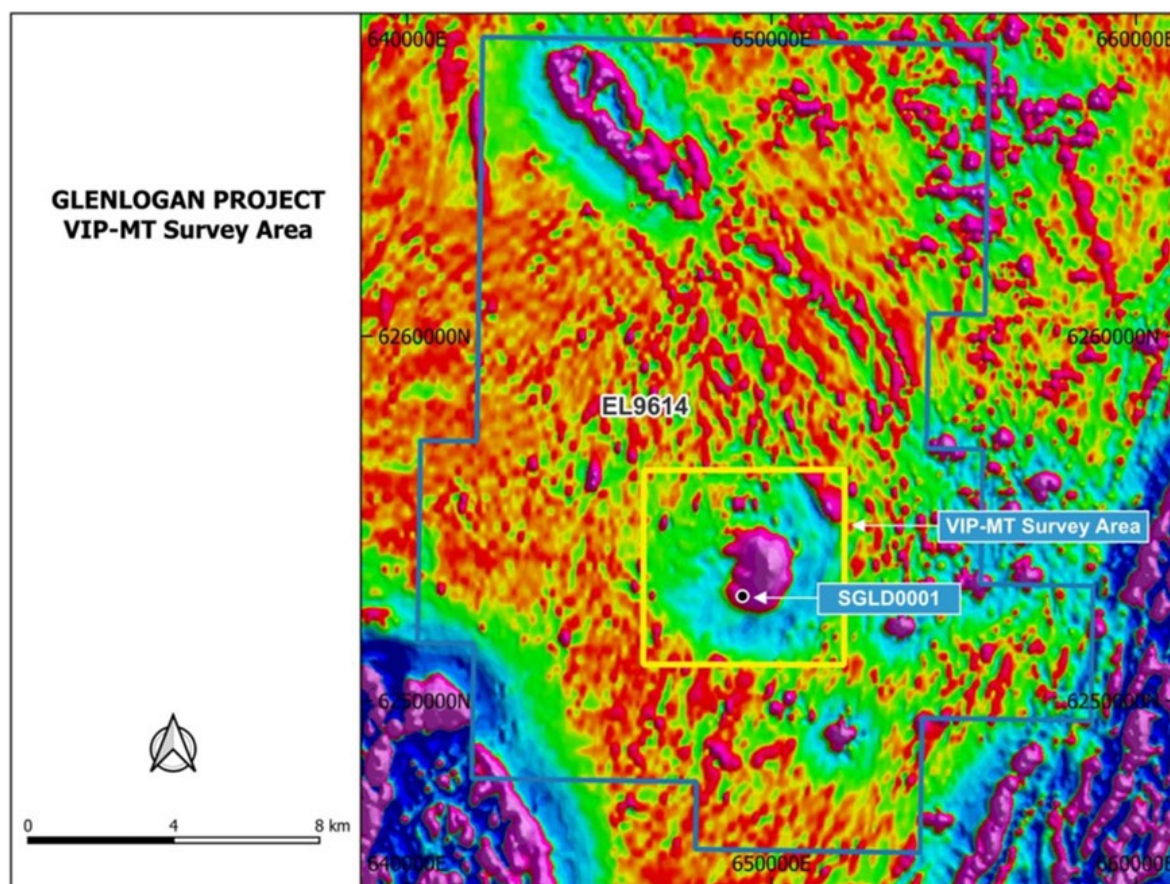 GLENLOGAN PROJECT
VIP-MT Survey Area
0 4 8 km
640000E 650000E 660000E
6260000N 6260000N
EL9614
VIP-MT Survey Area
SGLD0001
6250000N 6250000N
640000E 650000E 660000E